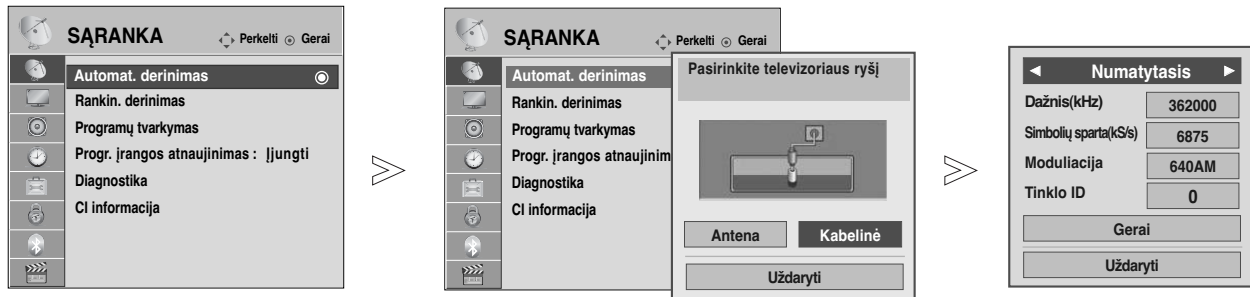 SĄRANKA
Perkelti Gerai
Automat. derinimas
Rankin. derinimas
Programų tvarkymas
Progr. įrangos atnaujinimas : Įjungti
Diagnostika
CI informacija
SĄRANKA
Perkelti Gerai
Automat. derinimas
Rankin. derinimas
Programų tvarkymas
Progr. įrangos atnaujinim
Diagnostika
CI informacija
Pasirinkite televizoriaus ryšį
Antena Kabelinė
Uždaryti
Numatytasis
Dažnis(kHz) 362000
Simbolių sparta(kS/s) 6875
Moduliacija 640AM
Tinklo ID 0
Gerai
Uždaryti